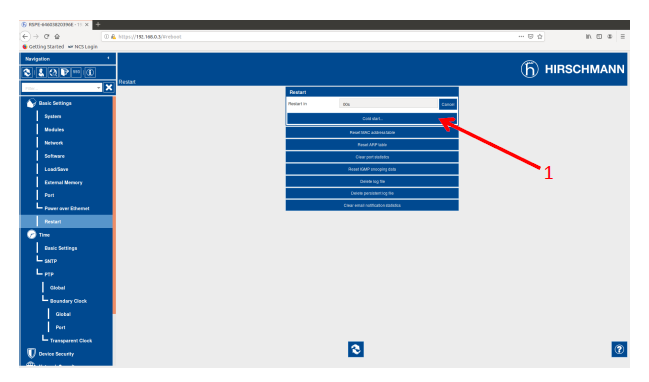 RSPE-64603820396E - Hi
https://192.168.0.3/#reboot
Getting Started
NCS Login
Navigation
HIRSCHMANN
Restart
Restart
Restart in
00s
Cancel
Cold start...
Reset MAC address table
Reset ARP table
Clear port statistics
Reset IGMP snooping data
Delete log file
Delete persistent log file
Clear email notification statistics
1
Basic Settings
System
Modules
Network
Software
Load/Save
External Memory
Port
Power over Ethernet
Restart
Time
Basic Settings
SNTP
PTP
Global
Boundary Clock
Global
Port
Transparent Clock
Device Security
?